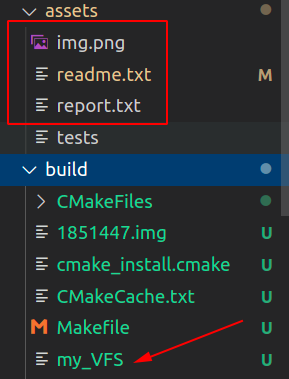 assets
img.png
readme.txt M
report.txt
tests
build
CMakeFiles
1851447.img U
cmake_install.cmake U
CMakeCache.txt U
Makefile U
my_VFS U